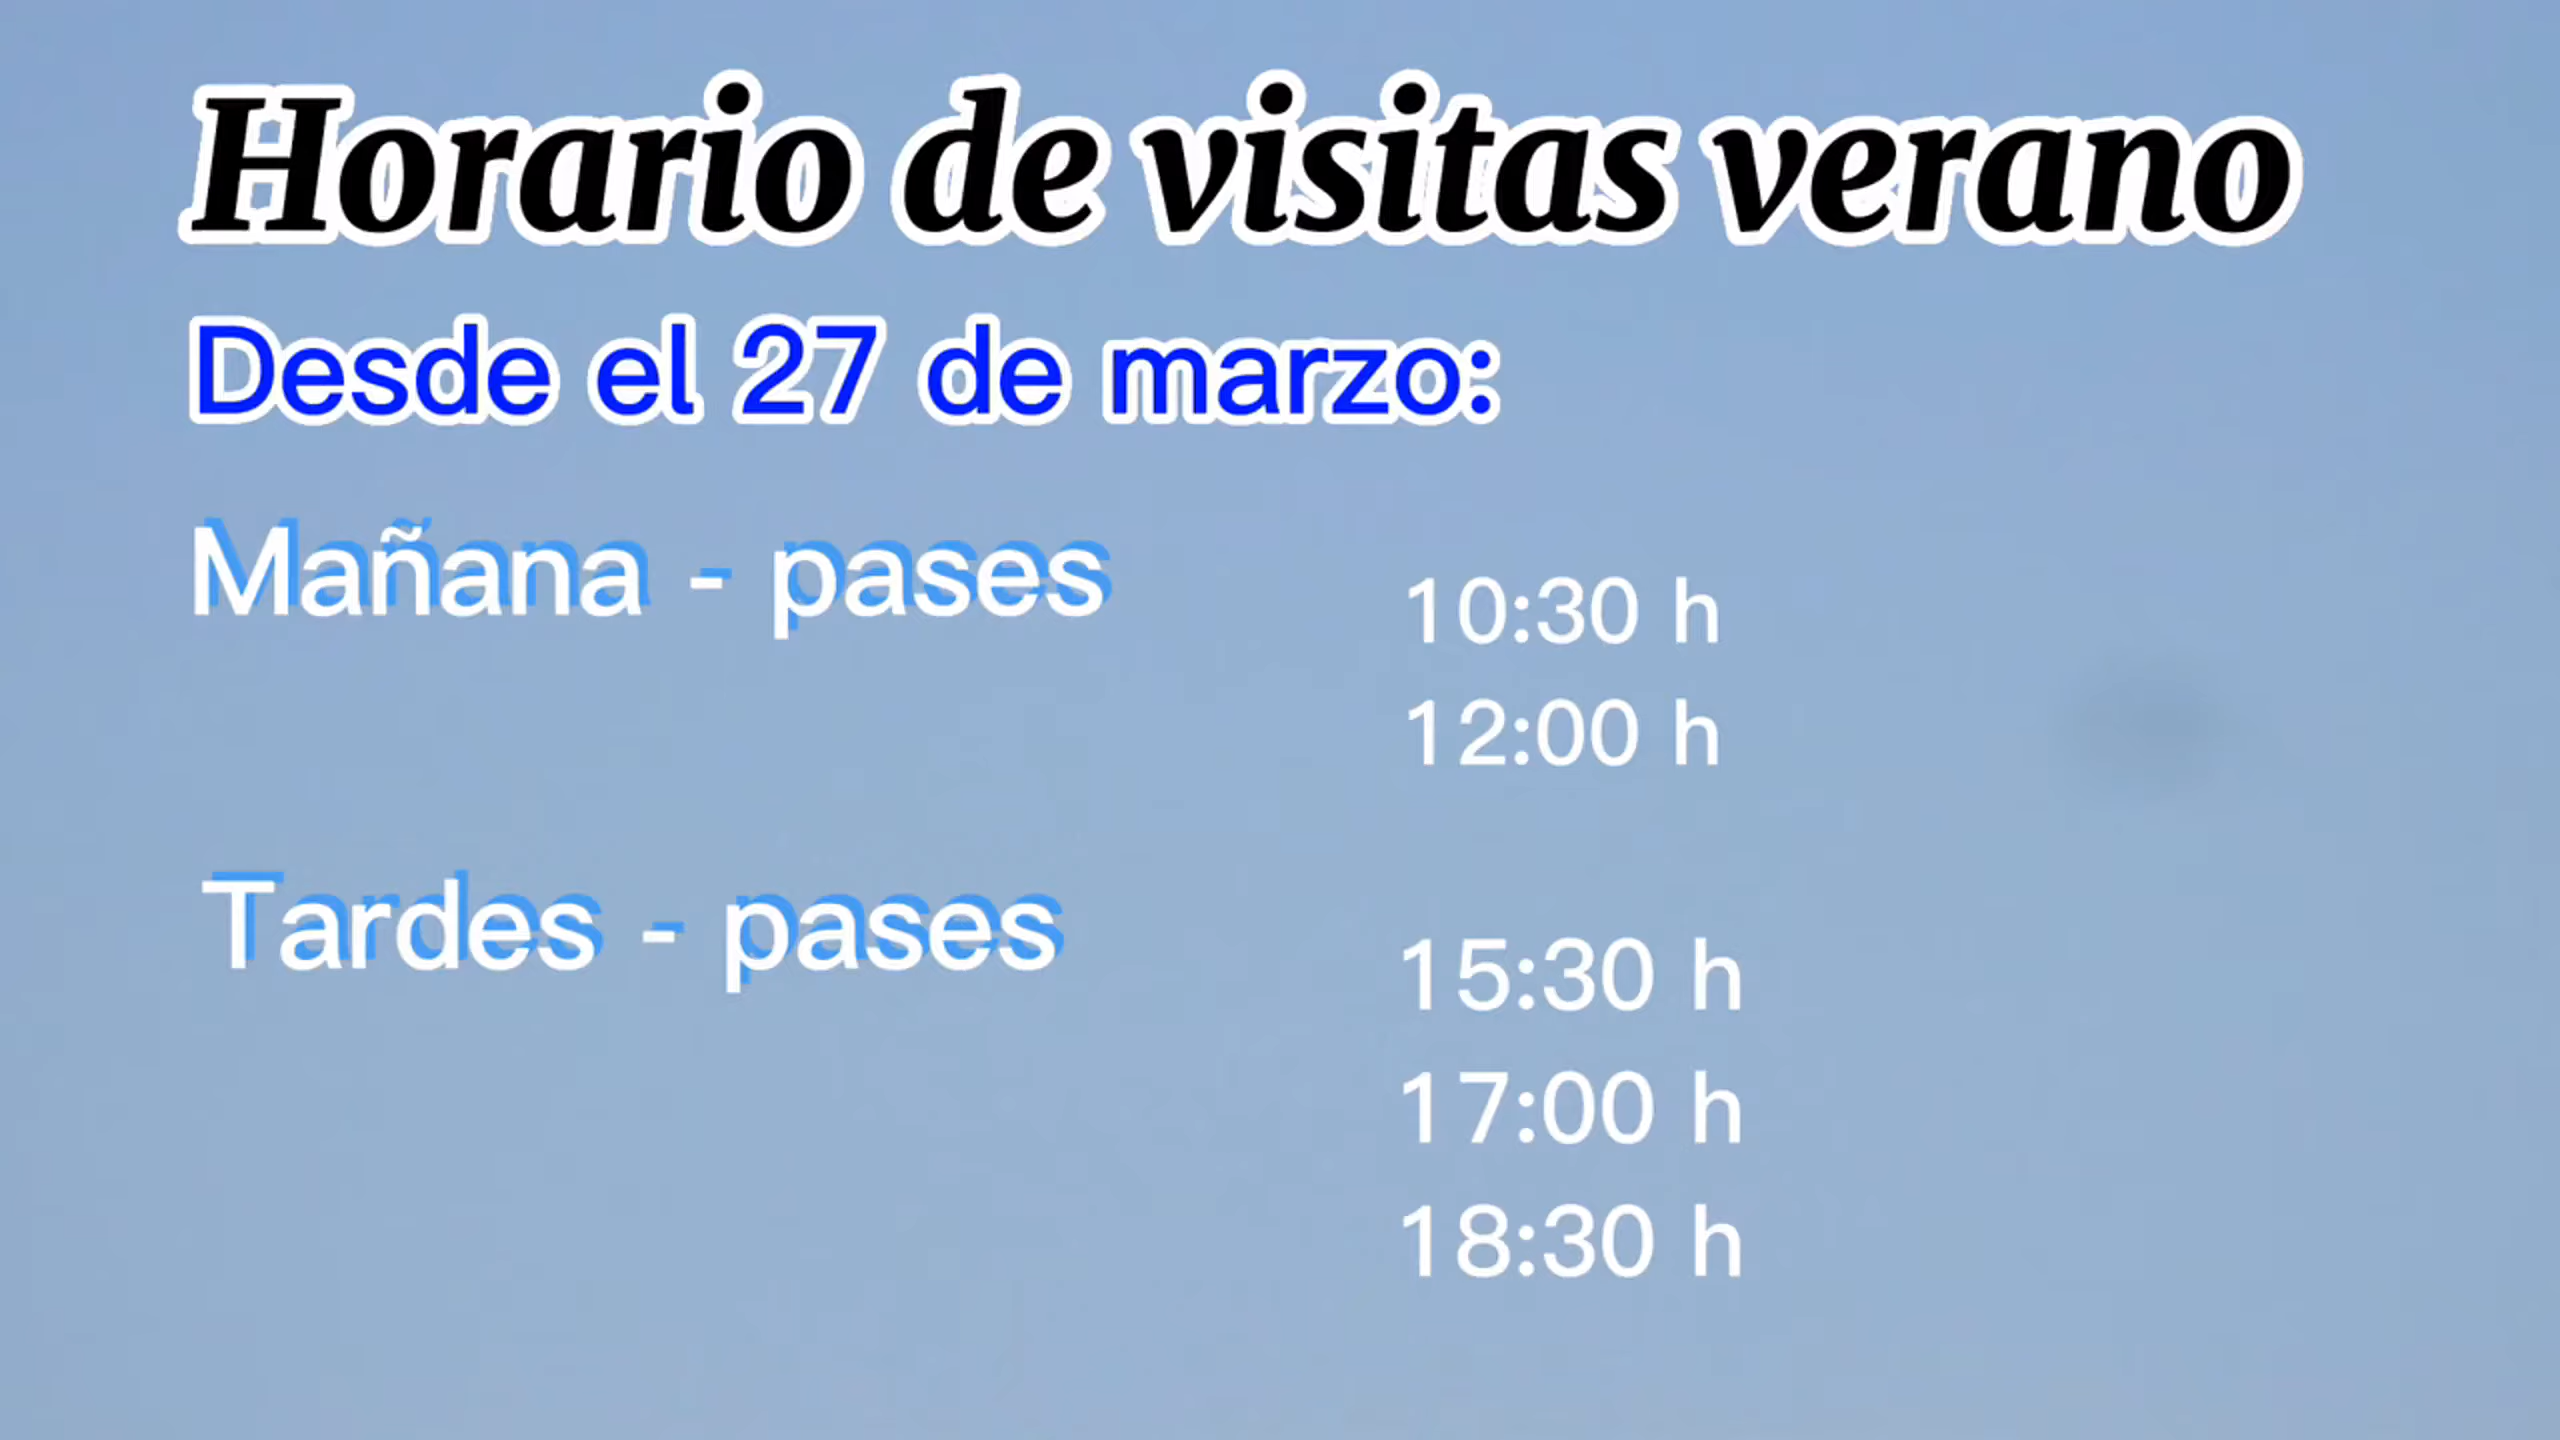 Horario de visitas verano
Desde el 27 de marzo:
Mañana - pases
10:30 h
12:00 h
Tardes - pases
15:30 h
17:00 h
18:30 h